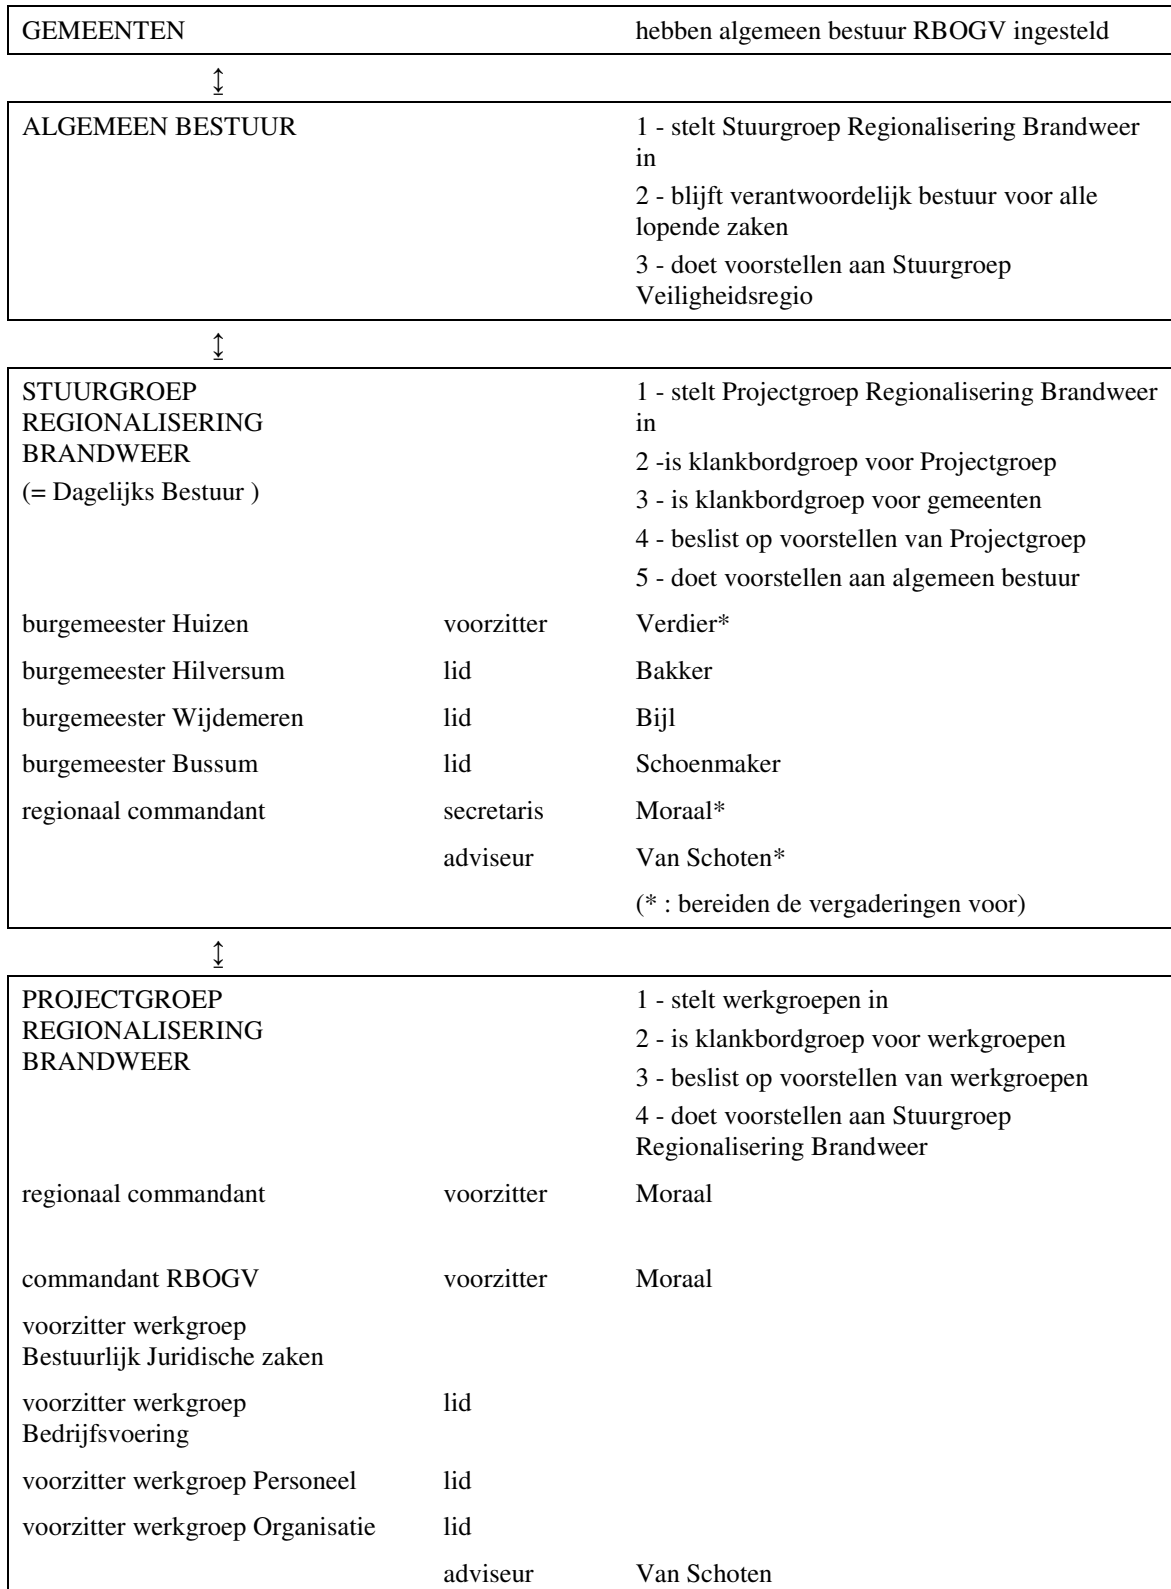 GEMEENTEN hebben algemeen bestuur RBOGV ingesteld
↨
ALGEMEEN BESTUUR 1 - stelt Stuurgroep Regionalisering Brandweer
in
2 - blijft verantwoordelijk bestuur voor alle
lopende zaken
3 - doet voorstellen aan Stuurgroep
Veiligheidsregio
↨
STUURGROEP 1 - stelt Projectgroep Regionalisering Brandweer
REGIONALISERING in
BRANDWEER 2 -is klankbordgroep voor Projectgroep
(= Dagelijks Bestuur ) 3 - is klankbordgroep voor gemeenten
4 - beslist op voorstellen van Projectgroep
5 - doet voorstellen aan algemeen bestuur
burgemeester Huizen voorzitter Verdier*
burgemeester Hilversum lid Bakker
burgemeester Wijdemeren lid Bijl
burgemeester Bussum lid Schoenmaker
regionaal commandant secretaris Moraal*
adviseur Van Schoten*
(* : bereiden de vergaderingen voor)
↨
PROJECTGROEP 1 - stelt werkgroepen in
REGIONALISERING 2 - is klankbordgroep voor werkgroepen
BRANDWEER 3 - beslist op voorstellen van werkgroepen
4 - doet voorstellen aan Stuurgroep
Regionalisering Brandweer
regionaal commandant voorzitter Moraal
commandant RBOGV voorzitter Moraal
voorzitter werkgroep
Bestuurlijk Juridische zaken
voorzitter werkgroep lid
Bedrijfsvoering
voorzitter werkgroep Personeel lid
voorzitter werkgroep Organisatie lid
adviseur Van Schoten